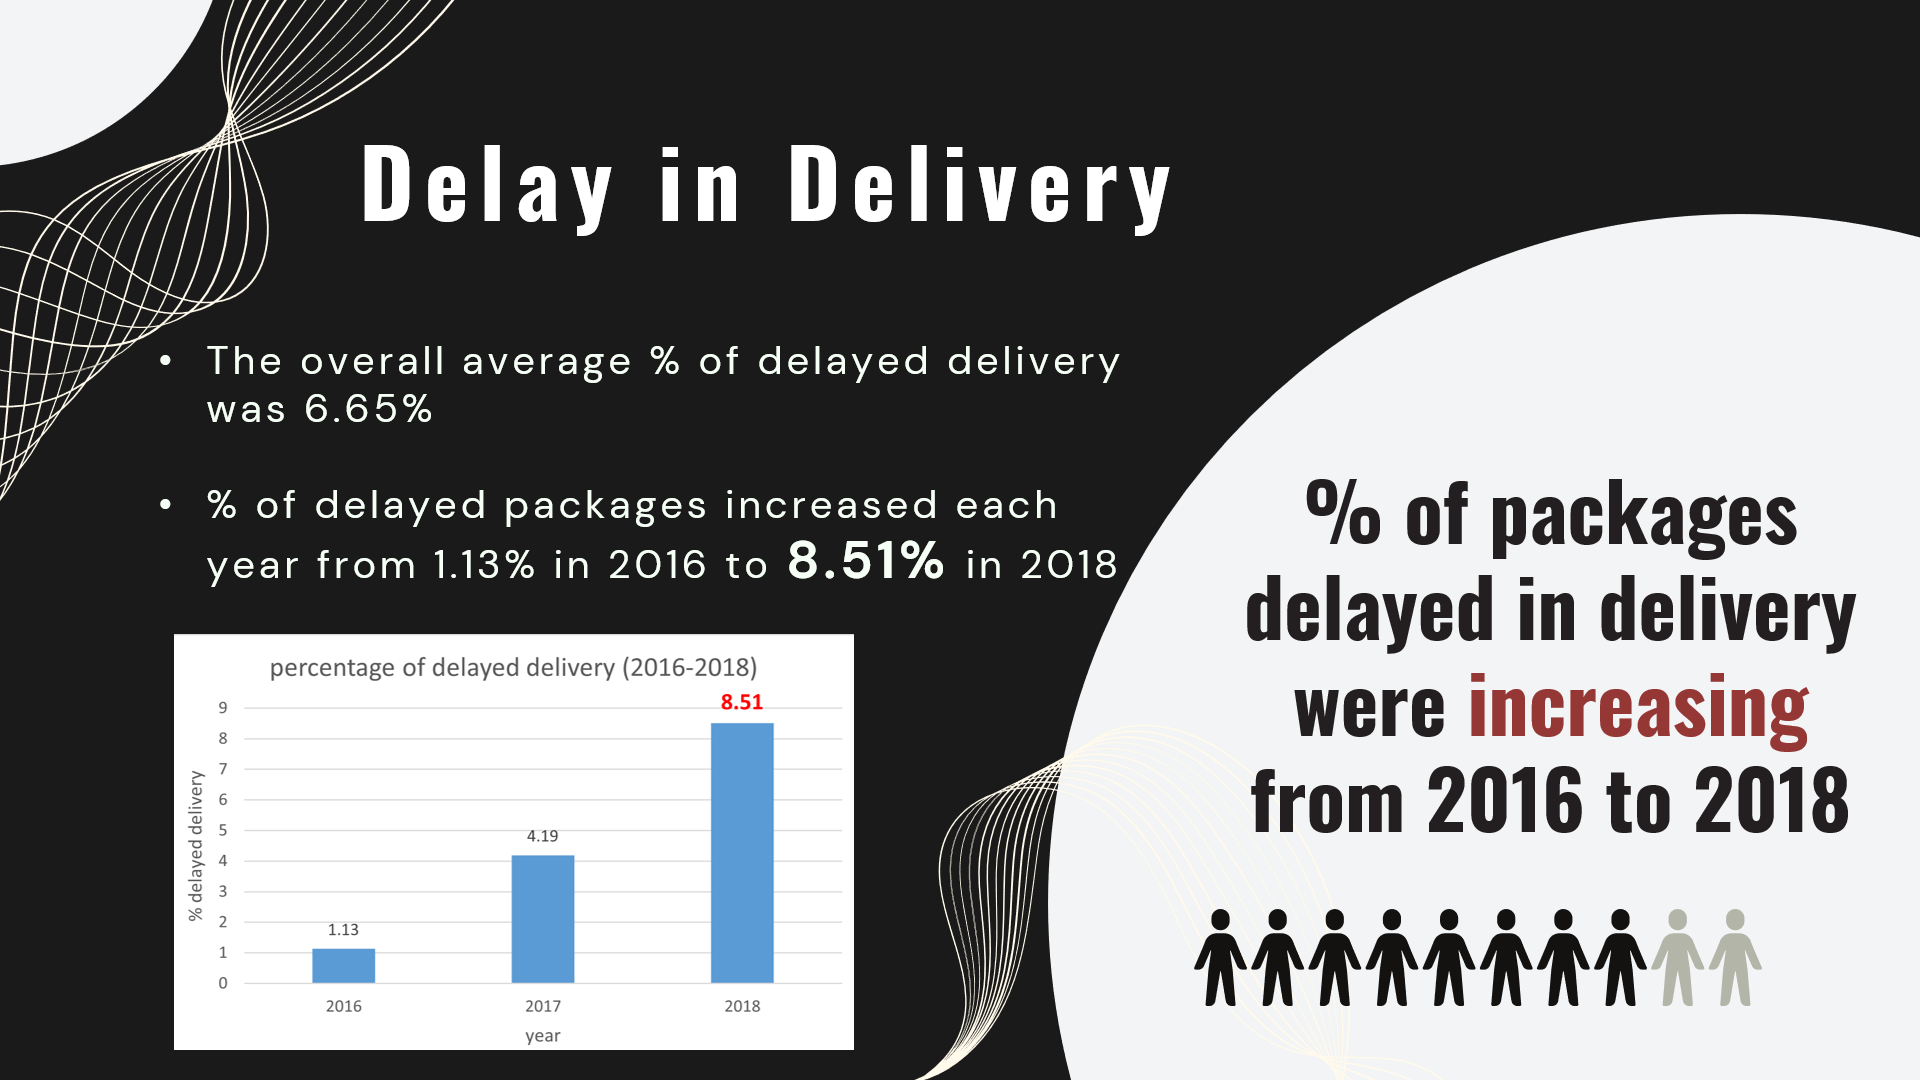 Delay in Delivery
• The overall average % of delayed delivery
was 6.65%
• % of delayed packages increased each
year from 1.13% in 2016 to 8.51% in 2018
percentage of delayed delivery (2016-2018)
% delayed delivery
9
8
7
6
5
4
3
2
1
0
1.13
4.19
8.51
2016
2017
2018
year
% of packages
delayed in delivery
were increasing
from 2016 to 2018